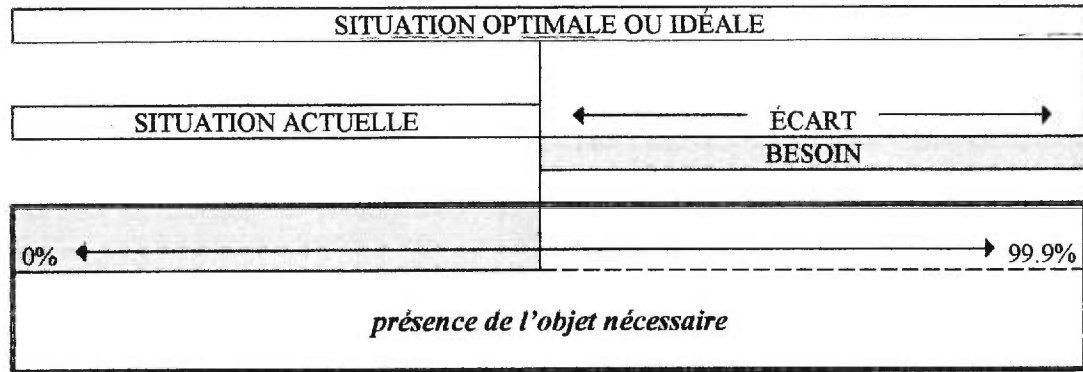 SITUATION OPTIMALE OU IDÉALE
SITUATION ACTUELLE
ÉCART
BESOIN
0%
99.9%
présence de l'objet nécessaire